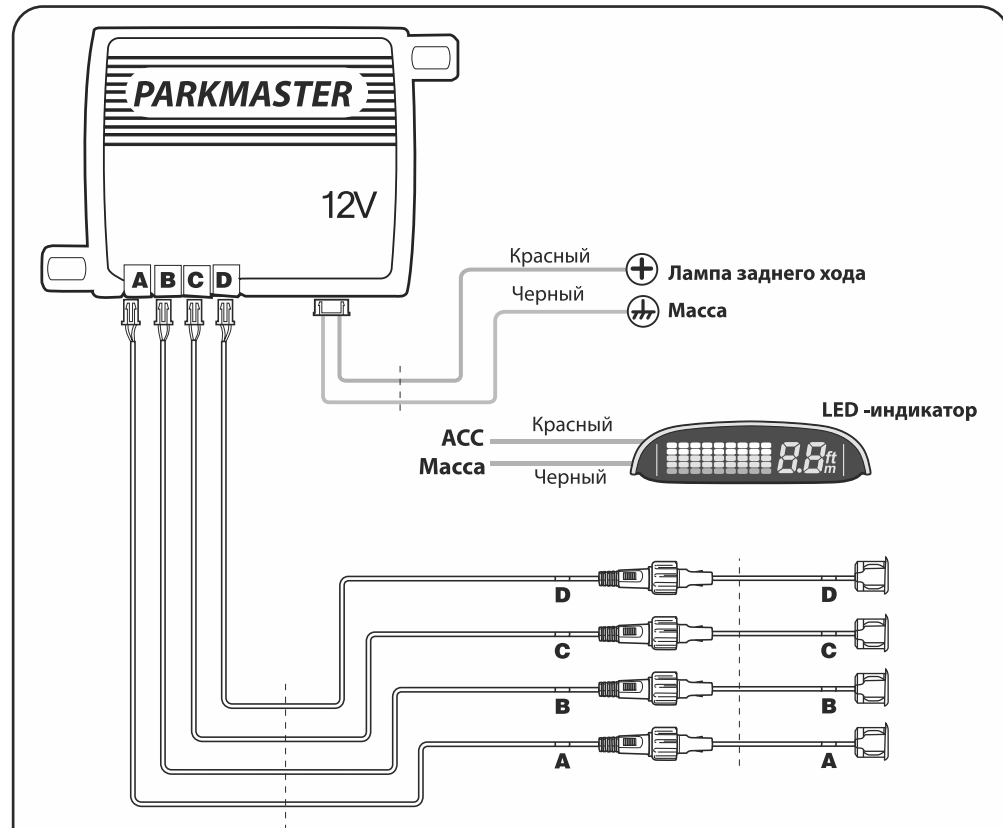 PARKMASTER
12V
A B C D
Красный
Лампа заднего хода
Черный
Масса
LED -индикатор
ACC
Красный
Масса
Черный
8.8 ft
m
D
D
C
C
B
B
A
A